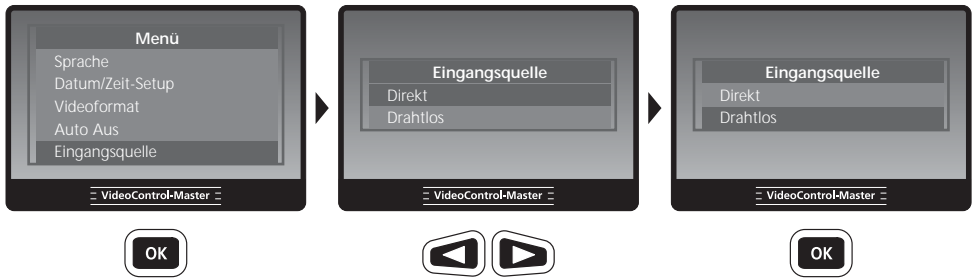 Menü
Sprache
Datum/Zeit-Setup
Videoformat
Auto Aus
Eingangsquelle
VideoControl-Master
OK
Eingangsquelle
Direkt
Drahtlos
VideoControl-Master
Eingangsquelle
Direkt
Drahtlos
VideoControl-Master
OK